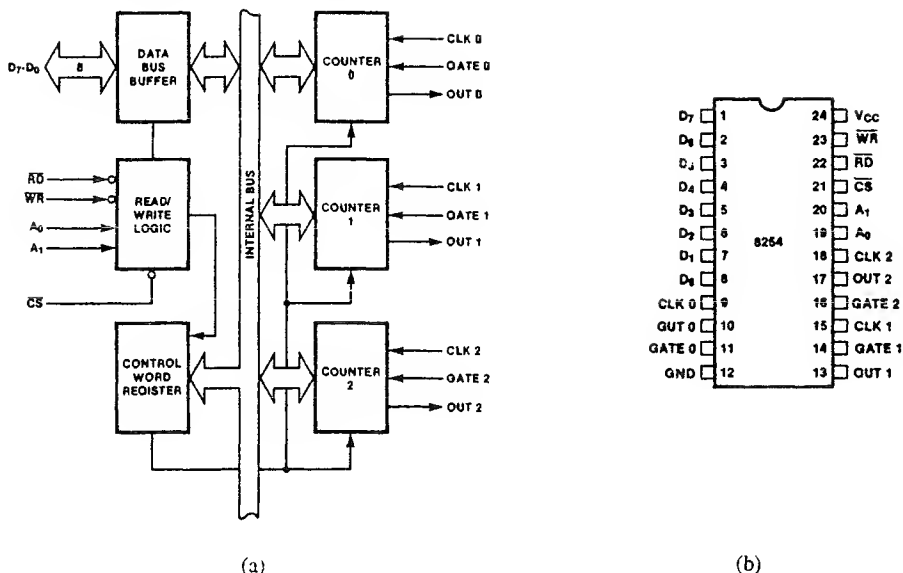 DATA
BUS
BUFFER
D₇-D₀
8
COUNTER
0
CLK 0
GATE 0
OUT 0
RD
WR
A₀
A₁
READ/
WRITE
LOGIC
CS
INTERNAL BUS
COUNTER
1
CLK 1
GATE 1
OUT 1
CONTROL
WORD
REGISTER
COUNTER
2
CLK 2
GATE 2
OUT 2
(a)
D₇ 1 24 VCC
D₆ 2 23 WR
D₅ 3 22 RD
D₄ 4 21 CS
D₃ 5 20 A₁
D₂ 6 19 A₀
D₁ 7 18 CLK 2
D₀ 8 17 OUT 2
CLK 0 9 16 GATE 2
OUT 0 10 15 CLK 1
GATE 0 11 14 GATE 1
GND 12 13 OUT 1
8254
(b)